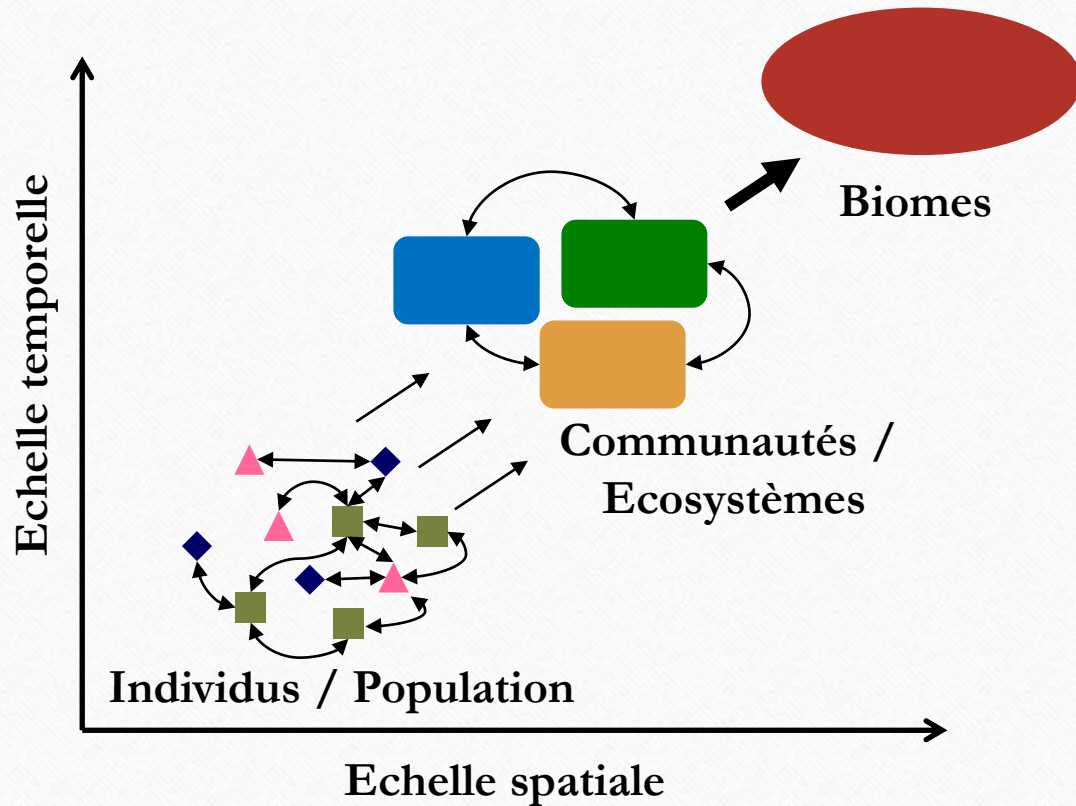 Echelle temporelle
Biomes
Communautés /
Ecosystèmes
Individus / Population
Echelle spatiale